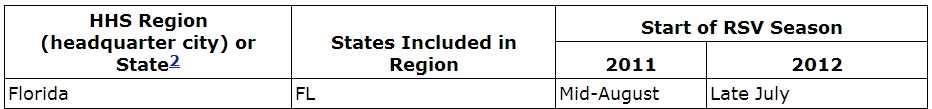 HHS Region
(headquarter city) or
State2
States Included in
Region
Start of RSV Season
2011
2012
Florida
FL
Mid-August
Late July